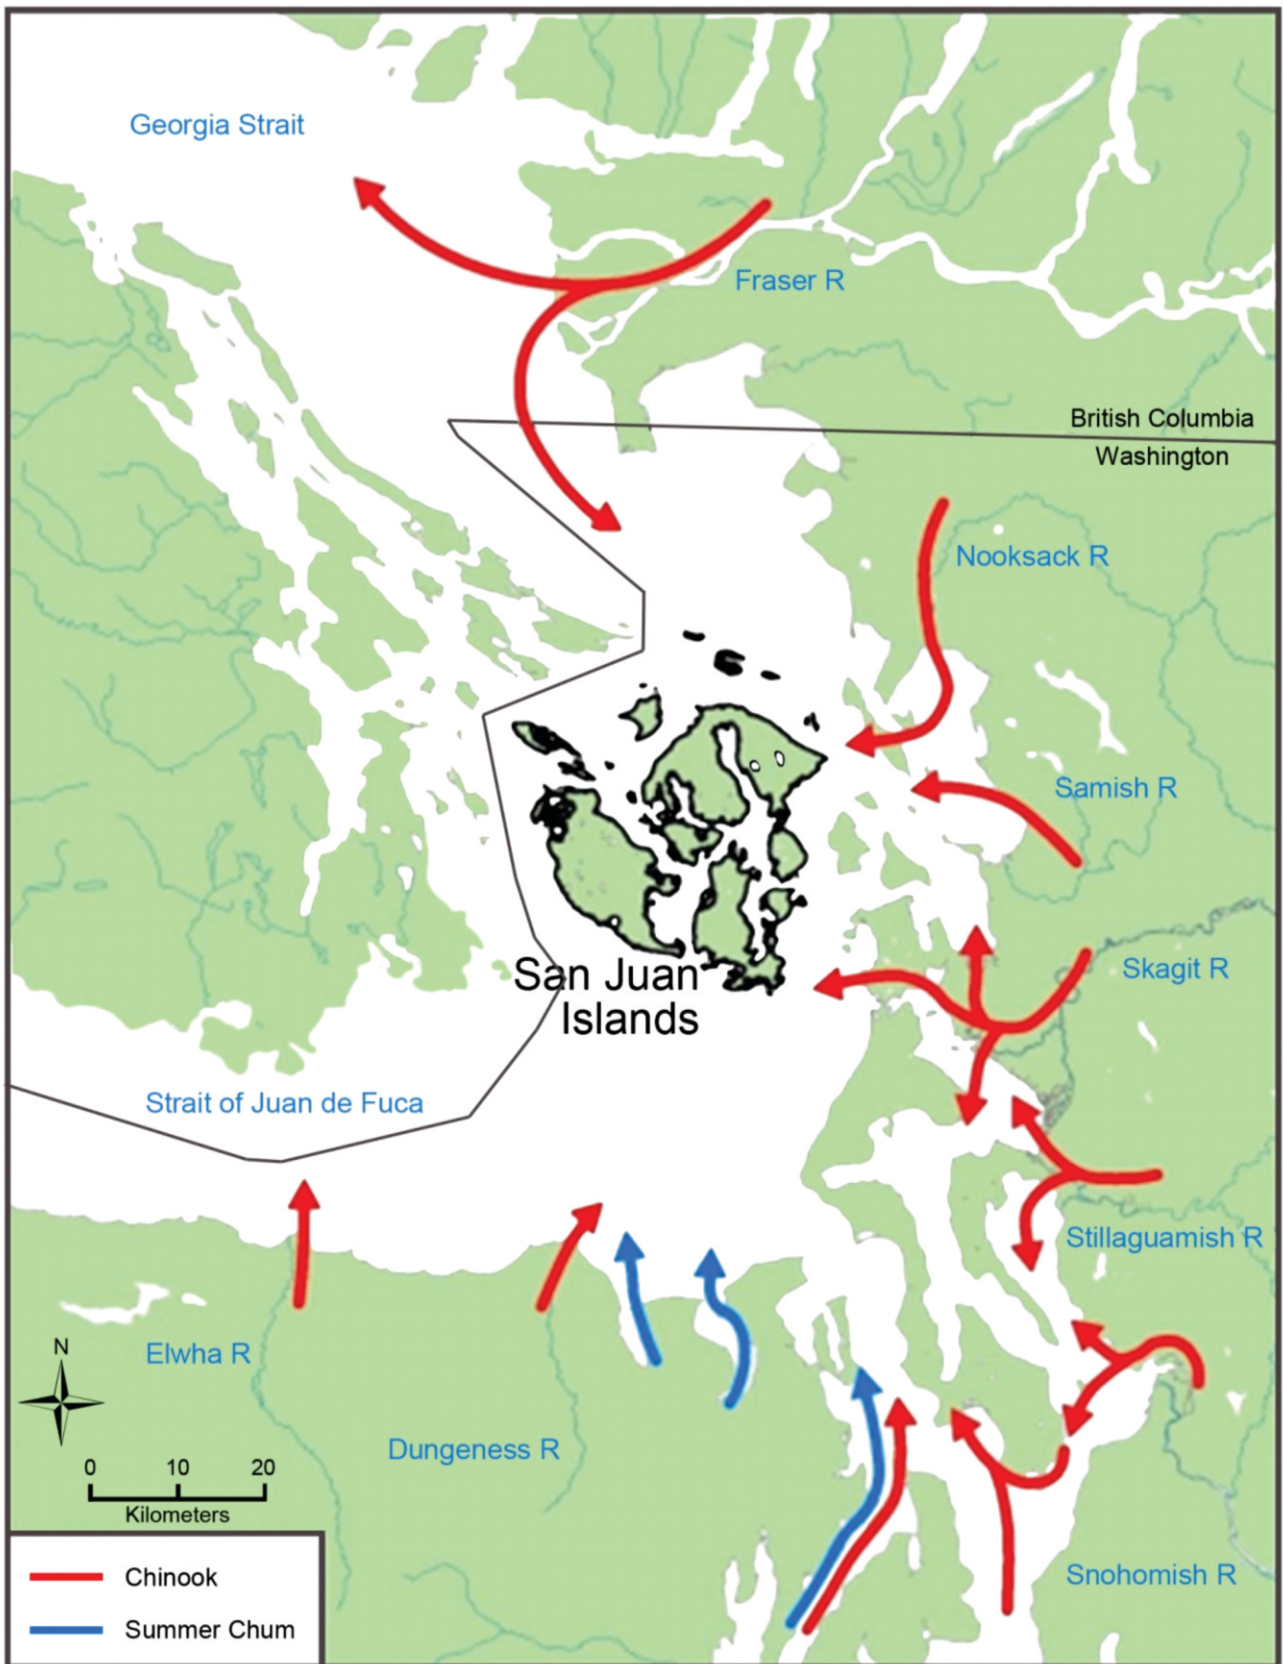 Georgia Strait
Fraser R
British Columbia
Washington
Nooksack R
Samish R
Skagit R
San Juan
Islands
Strait of Juan de Fuca
Stillaguamish R
Elwha R
N
Dungeness R
0 10 20
Kilometers
Snohomish R
Chinook
Summer Chum